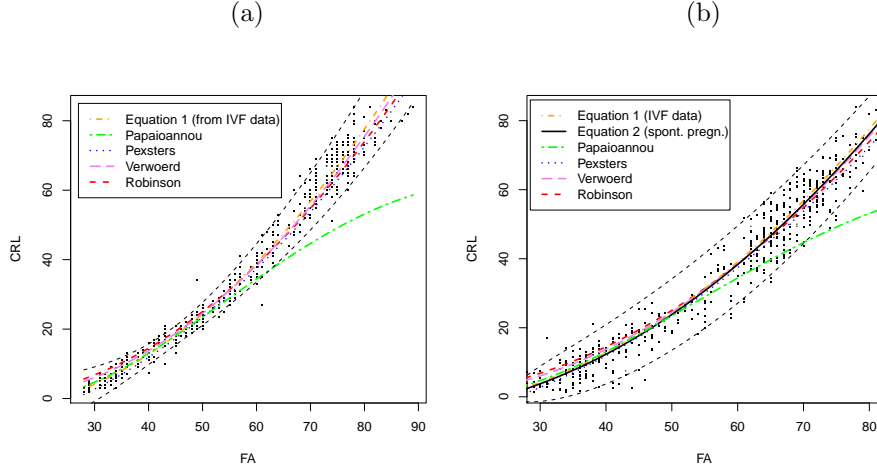 (a)
80
60
40
20
0
CRL
Equation 1 (from IVF data)
Papaioannou
Pexsters
Verwoerd
Robinson
30 40 50 60 70 80 90
FA
(b)
80
60
40
20
0
CRL
Equation 1 (IVF data)
Equation 2 (spont. pregn.)
Papaioannou
Pexsters
Verwoerd
Robinson
30 40 50 60 70 80
FA